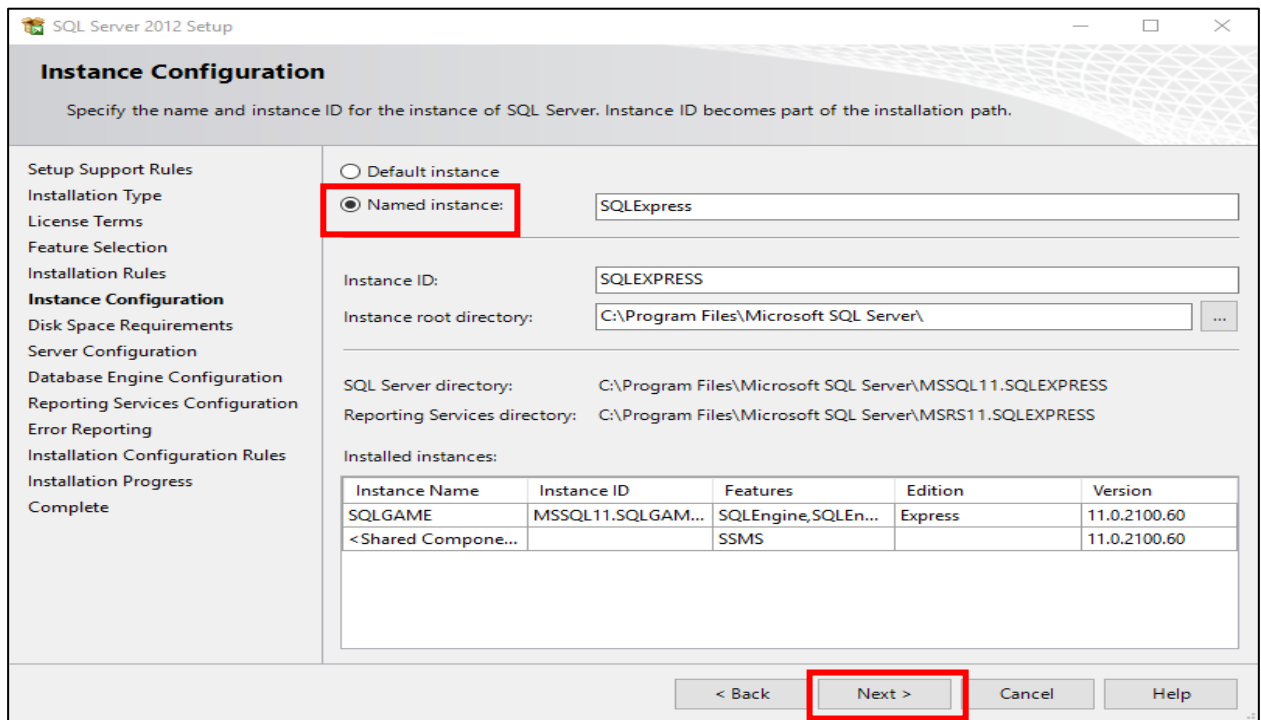 SQL Server 2012 Setup
Instance Configuration
Specify the name and instance ID for the instance of SQL Server. Instance ID becomes part of the installation path.
Setup Support Rules
Installation Type
License Terms
Feature Selection
Installation Rules
Instance Configuration
Disk Space Requirements
Server Configuration
Database Engine Configuration
Reporting Services Configuration
Error Reporting
Installation Configuration Rules
Installation Progress
Complete
Default instance
Named instance: SQLExpress
Instance ID: SQLEXPRESS
Instance root directory: C:\Program Files\Microsoft SQL Server\ ...
SQL Server directory: C:\Program Files\Microsoft SQL Server\MSSQL11.SQLEXPRESS
Reporting Services directory: C:\Program Files\Microsoft SQL Server\MSRS11.SQLEXPRESS
Installed instances:
Instance Name Instance ID Features Edition Version
SQLGAME MSSQL11.SQLGAM... SQLEngine,SQLEn... Express 11.0.2100.60
<Shared Compone... SSMS 11.0.2100.60
< Back Next > Cancel Help